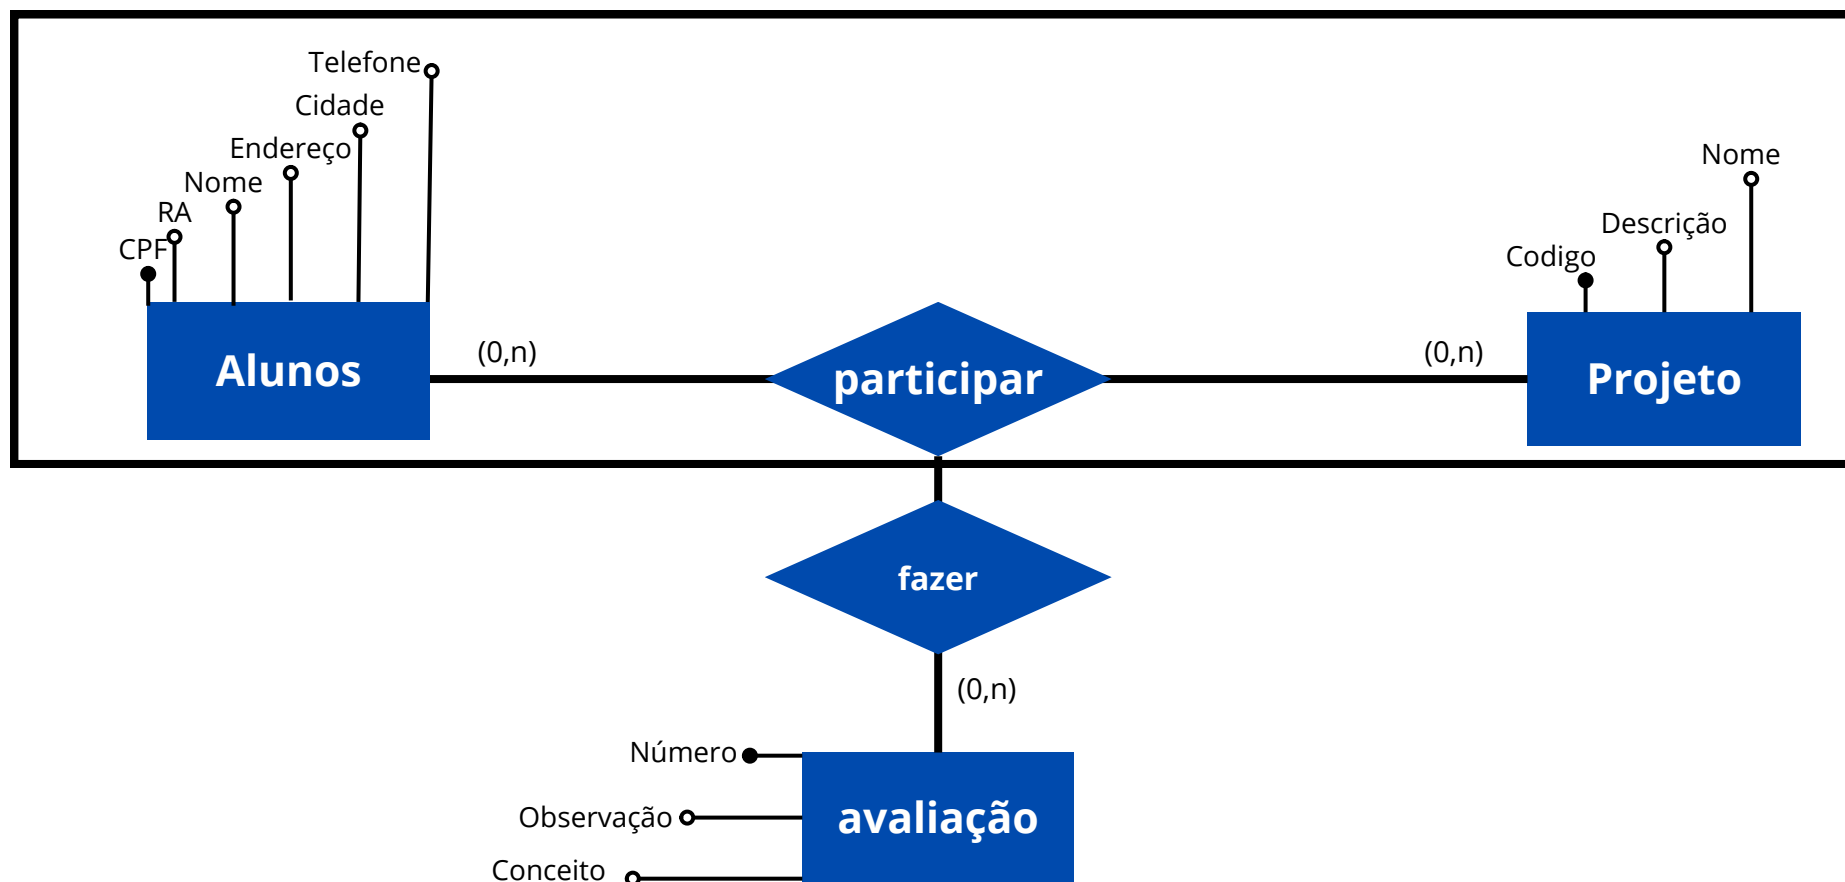 Telefone
Cidade
Endereço
Nome
RA
CPF
Nome
Descrição
Codigo
Alunos
(0,n)
participar
(0,n)
Projeto
fazer
(0,n)
Número
Observação
avaliação
Conceito